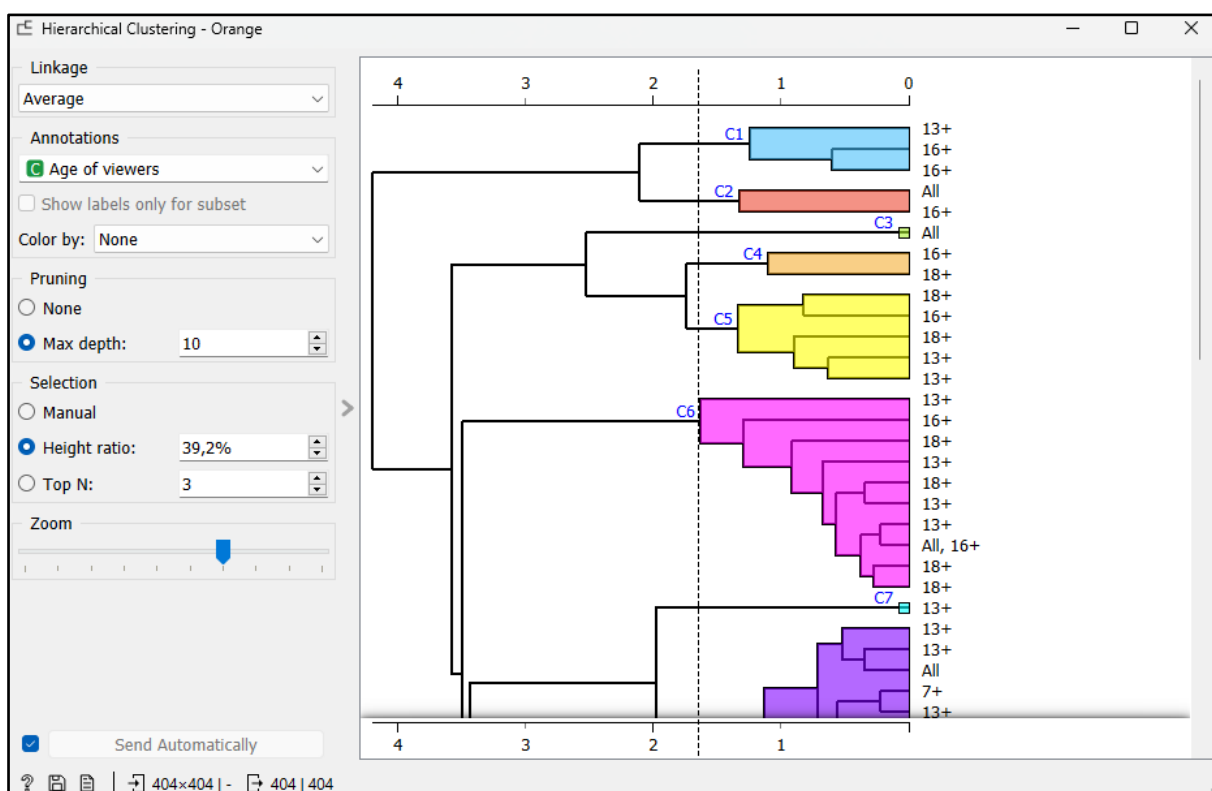 Hierarchical Clustering - Orange
Linkage
Average
Annotations
C Age of viewers
Show labels only for subset
Color by: None
Pruning
None
Max depth: 10
Selection
Manual
Height ratio: 39,2%
Top N: 3
Zoom
Send Automatically
? 404×404 | - 404 | 404
4 3 2 1 0
C1 13+
16+
16+
C2 All
16+
C3 All
C4 16+
18+
18+
16+
C5 18+
13+
13+
13+
C6 16+
18+
13+
18+
13+
13+
All, 16+
18+
18+
C7 13+
13+
13+
All
7+
13+
4 3 2 1